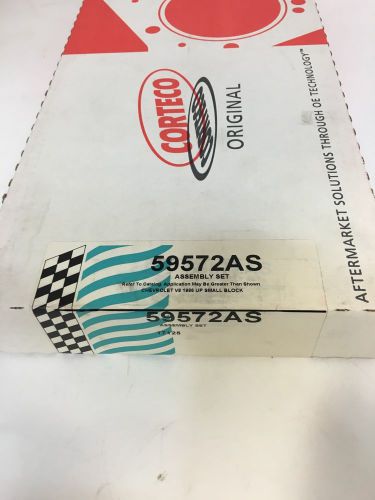 CORTECO
ORIGINAL
AFTERMARKET SOLUTIONS THROUGH OE TECHNOLOGY™
59572AS
ASSEMBLY SET
Refer To Catalog. Application May Be Greater Than Shown
CHEVROLET V8 1986 UP SMALL BLOCK
59572AS
ASSEMBLY SET